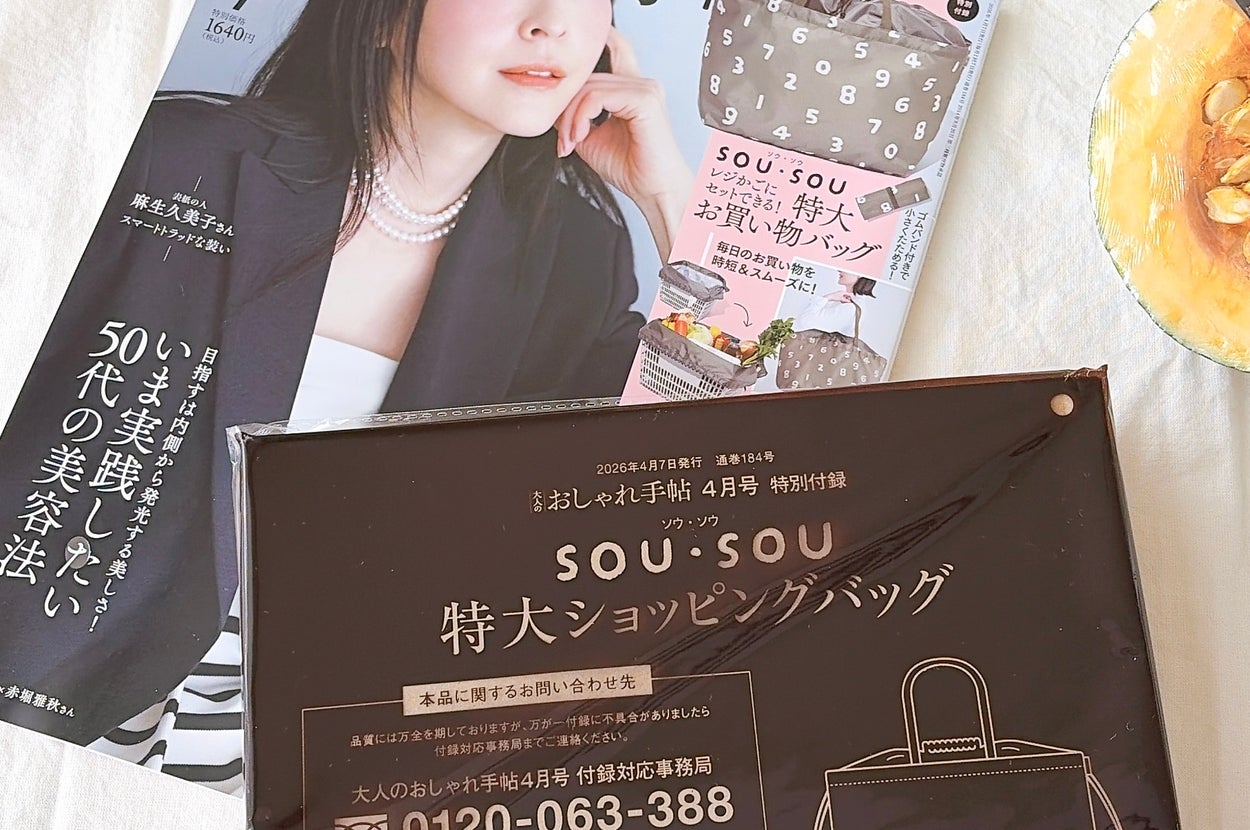 特別価格
1640円
(税込)
特別
付録
表紙の人
麻生久美子さん
スマートトラッドな装い
目指すは内側から発光する美しさ!
いま実践したい
50代の美容法
赤堀雅秋さん
ソウ・ソウ
SOU・SOU
レジかごに
セットできる!
特大
お買い物バッグ
ゴムバンド付きで
小さくたためる!
毎日のお買い物を
時短&スムーズに!
2026年4月7日発行 通巻184号
大人のおしゃれ手帖 4月号 特別付録
ソウ・ソウ
SOU・SOU
特大ショッピングバッグ
本品に関するお問い合わせ先
品質には万全を期しておりますが、万が一付録に不具合がありましたら
付録対応事務局までご連絡ください。
大人のおしゃれ手帖4月号 付録対応事務局
0120-063-388